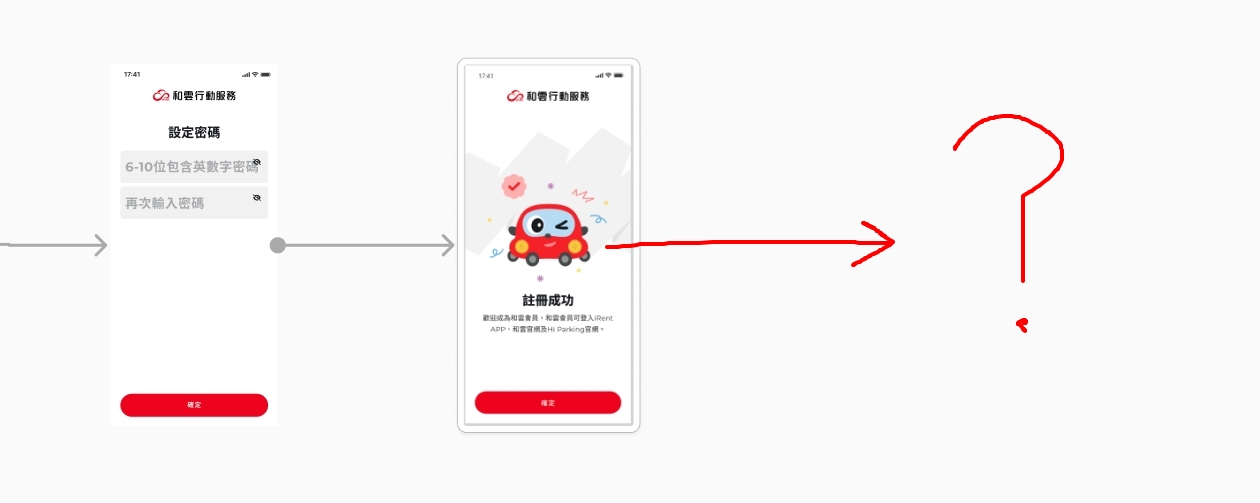 17:41
和雲行動服務
設定密碼
6-10位包含英數字密碼
再次輸入密碼
確定
17:41
和雲行動服務
註冊成功
歡迎成為和雲會員。和雲會員可登入iRent
APP、和雲官網及Hi Parking官網。
確定
?